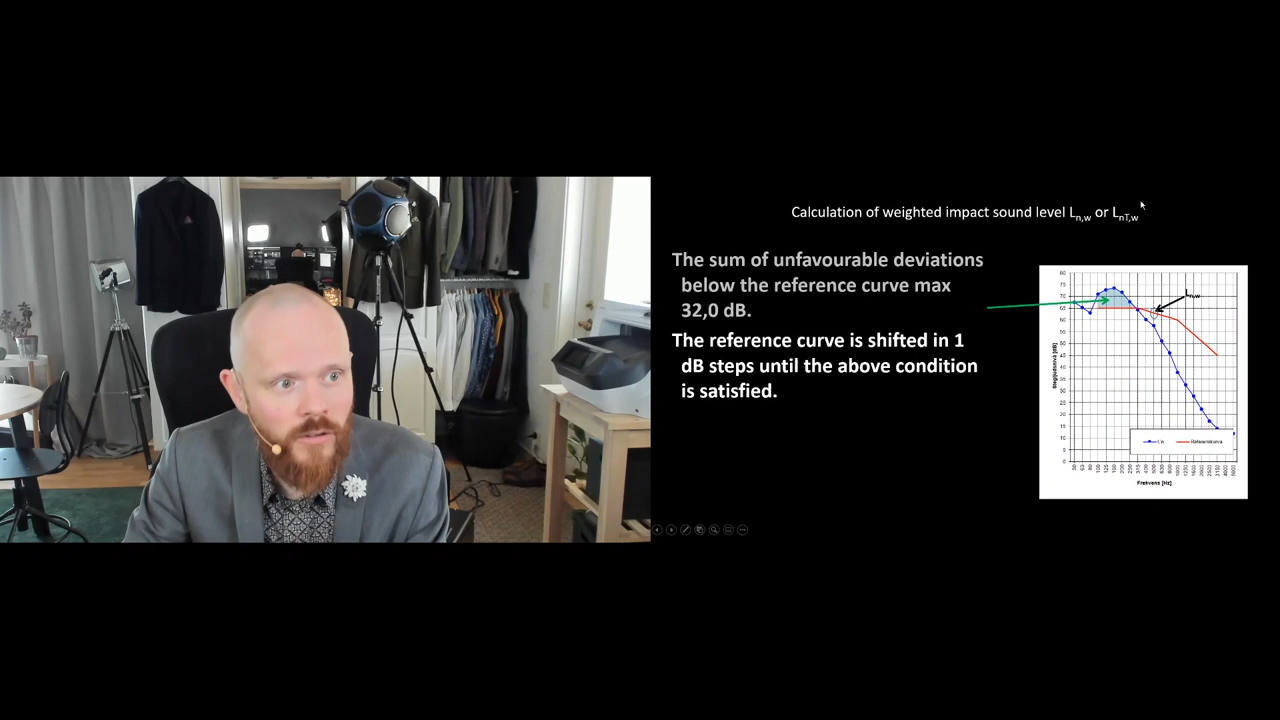 Calculation of weighted impact sound level Ln,w or LnT,w
The sum of unfavourable deviations
below the reference curve max
32,0 dB.
The reference curve is shifted in 1
dB steps until the above condition
is satisfied.
Ln,w
Frekvens [Hz]